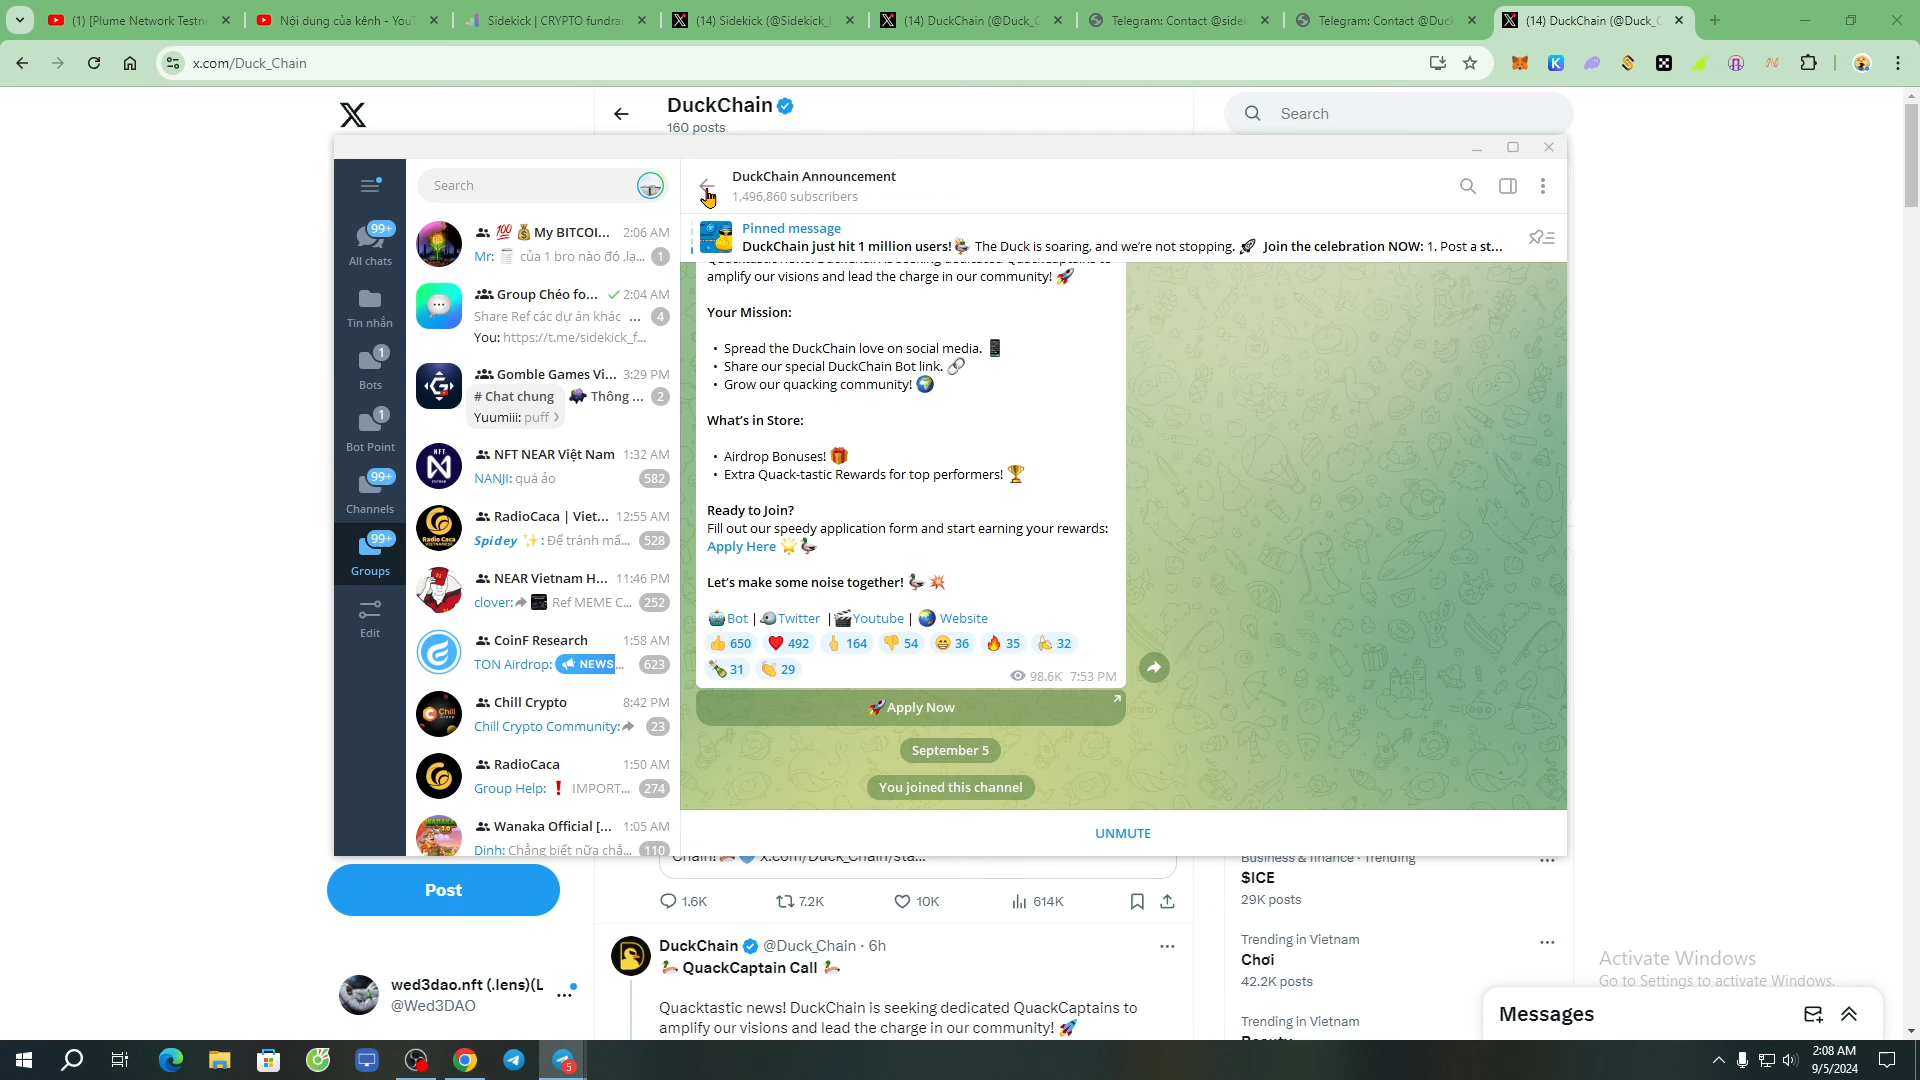 (1) [Plume Network Testn
Nội dung của kênh - You
Sidekick | CRYPTO fundrai
(14) Sidekick (@Sidekick_L
(14) DuckChain (@Duck_C
Telegram: Contact @sidek
Telegram: Contact @Duck
(14) DuckChain (@Duck_C
x.com/Duck_Chain
DuckChain
160 posts
Search
Search
DuckChain Announcement
1,496,860 subscribers
Pinned message
DuckChain just hit 1 million users!🦆 The Duck is soaring, and we're not stopping. 🚀 Join the celebration NOW: 1. Post a st...
99+
All chats
Tin nhắn
1
Bots
1
Bot Point
99+
Channels
99+
Groups
Edit
💯 💰 My BITCOI... 2:06 AM
Mr: của 1 bro nào đó ,lạ... 1
Group Chéo fo... 2:04 AM
Share Ref các dự án khác ... 4
You: https://t.me/sidekick_f...
Gomble Games Vi... 3:29 PM
# Chat chung Thông ... 2
Yuumiii: puff >
NFT NEAR Việt Nam 1:32 AM
NANJI: quá ảo 582
RadioCaca | Viet... 12:55 AM
Spidey ✨: Để tránh mấ... 528
NEAR Vietnam H... 11:46 PM
clover: Ref MEME C... 252
CoinF Research 1:58 AM
TON Airdrop: NEWS... 623
Chill Crypto 8:42 PM
Chill Crypto Community: 23
RadioCaca 1:50 AM
Group Help: ❗ IMPORT... 274
Wanaka Official [... 1:05 AM
Dinh: Chẳng biết nữa chắ... 110
amplify our visions and lead the charge in our community! 🚀
Your Mission:
• Spread the DuckChain love on social media. 📱
• Share our special DuckChain Bot link. 🔗
• Grow our quacking community! 🌍
What's in Store:
• Airdrop Bonuses! 🎁
• Extra Quack-tastic Rewards for top performers! 🏆
Ready to Join?
Fill out our speedy application form and start earning your rewards:
Apply Here 🌟🦆
Let's make some noise together! 🦆 💥
🤖Bot | Twitter | 🎬Youtube | 🌏 Website
👍 650 ❤️ 492 164 👎 54 😁 36 🔥 35 32
🍾 31 👏 29
98.6K 7:53 PM
🚀Apply Now
September 5
You joined this channel
UNMUTE
Post
wed3dao.nft (.lens)(L
@Wed3DAO
Chain! x.com/Duck_Chain/sta...
1.6K 7.2K 10K 614K
DuckChain @Duck_Chain · 6h
QuackCaptain Call
Quacktastic news! DuckChain is seeking dedicated QuackCaptains to
amplify our visions and lead the charge in our community! 🚀
Business & finance · Trending
$ICE
29K posts
Trending in Vietnam
Chơi
42.2K posts
Trending in Vietnam
Activate Windows
Go to Settings to activate Windows.
Messages
5
2:08 AM
9/5/2024